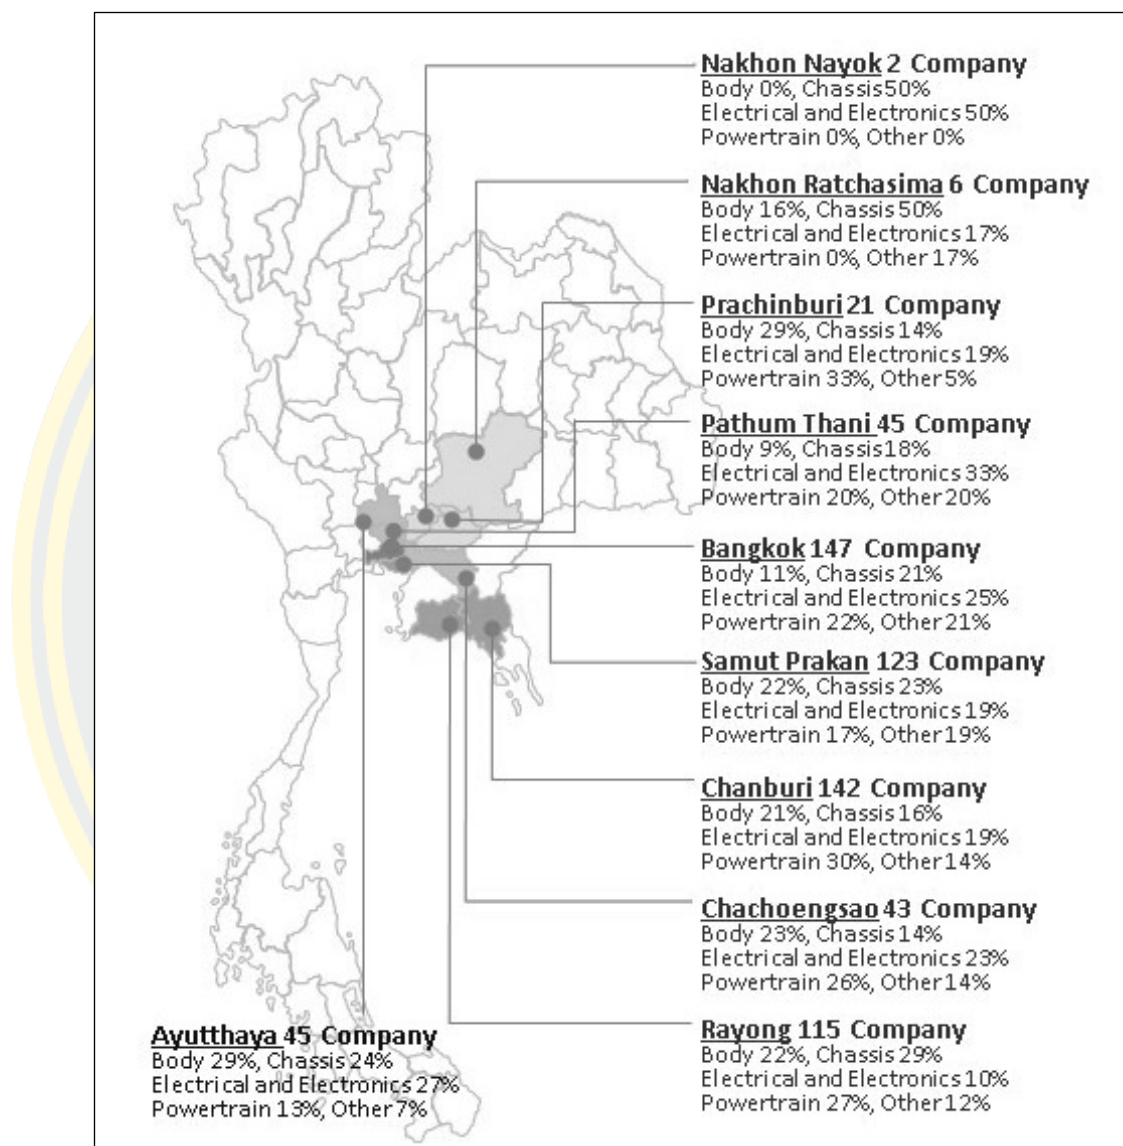 Nakhon Nayok 2 Company
Body 0%, Chassis 50%
Electrical and Electronics 50%
Powertrain 0%, Other 0%
Nakhon Ratchasima 6 Company
Body 16%, Chassis 50%
Electrical and Electronics 17%
Powertrain 0%, Other 17%
Prachinburi 21 Company
Body 29%, Chassis 14%
Electrical and Electronics 19%
Powertrain 33%, Other 5%
Pathum Thani 45 Company
Body 9%, Chassis 18%
Electrical and Electronics 33%
Powertrain 20%, Other 20%
Bangkok 147 Company
Body 11%, Chassis 21%
Electrical and Electronics 25%
Powertrain 22%, Other 21%
Samut Prakan 123 Company
Body 22%, Chassis 23%
Electrical and Electronics 19%
Powertrain 17%, Other 19%
Chanburi 142 Company
Body 21%, Chassis 16%
Electrical and Electronics 19%
Powertrain 30%, Other 14%
Chachoengsao 43 Company
Body 23%, Chassis 14%
Electrical and Electronics 23%
Powertrain 26%, Other 14%
Rayong 115 Company
Body 22%, Chassis 29%
Electrical and Electronics 10%
Powertrain 27%, Other 12%
Ayutthaya 45 Company
Body 29%, Chassis 24%
Electrical and Electronics 27%
Powertrain 13%, Other 7%